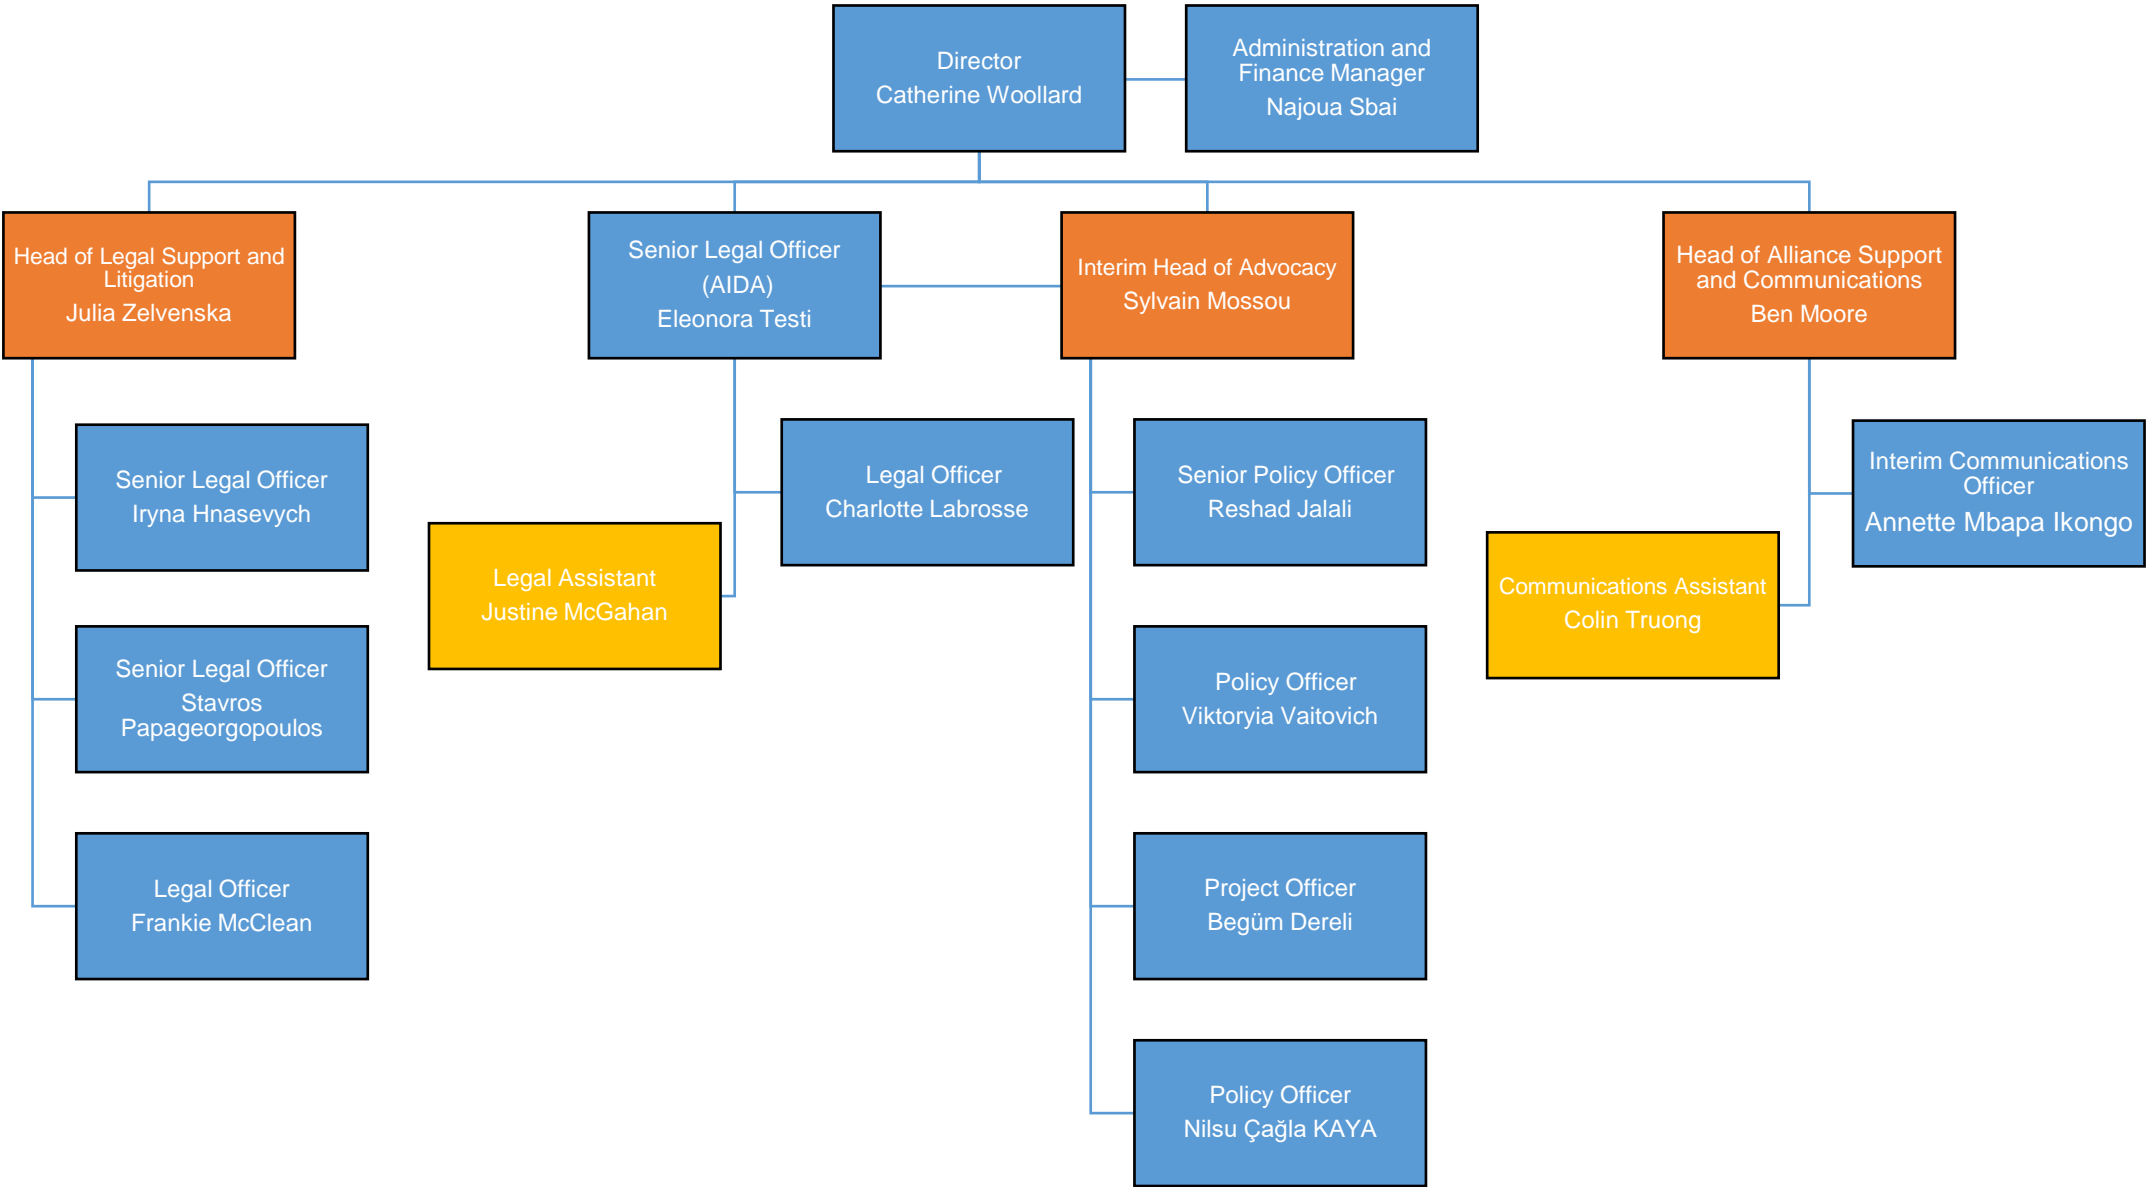 Director
Catherine Woollard
Administration and
Finance Manager
Najoua Sbai
Head of Legal Support and
Litigation
Julia Zelvenska
Senior Legal Officer
(AIDA)
Eleonora Testi
Interim Head of Advocacy
Sylvain Mossou
Head of Alliance Support
and Communications
Ben Moore
Senior Legal Officer
Iryna Hnasevych
Senior Legal Officer
Stavros
Papageorgopoulos
Legal Officer
Frankie McClean
Legal Assistant
Justine McGahan
Legal Officer
Charlotte Labrosse
Senior Policy Officer
Reshad Jalali
Policy Officer
Viktoryia Vaitovich
Project Officer
Begüm Dereli
Policy Officer
Nilsu Çağla KAYA
Communications Assistant
Colin Truong
Interim Communications
Officer
Annette Mbapa Ikongo